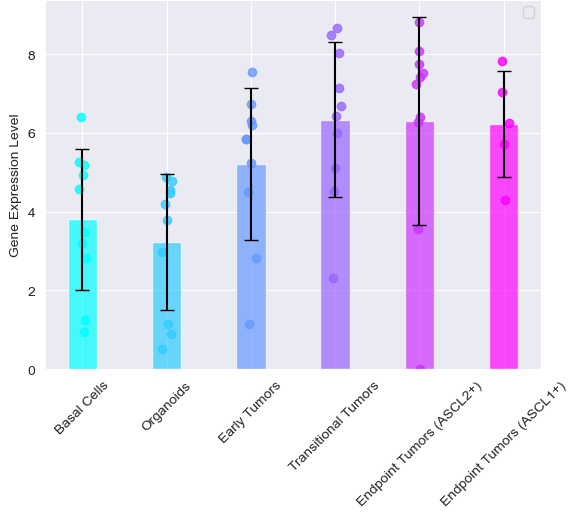 Gene Expression Level
8
6
4
2
0
Basal Cells
Organoids
Early Tumors
Transitional Tumors
Endpoint Tumors (ASCL2+)
Endpoint Tumors (ASCL1+)